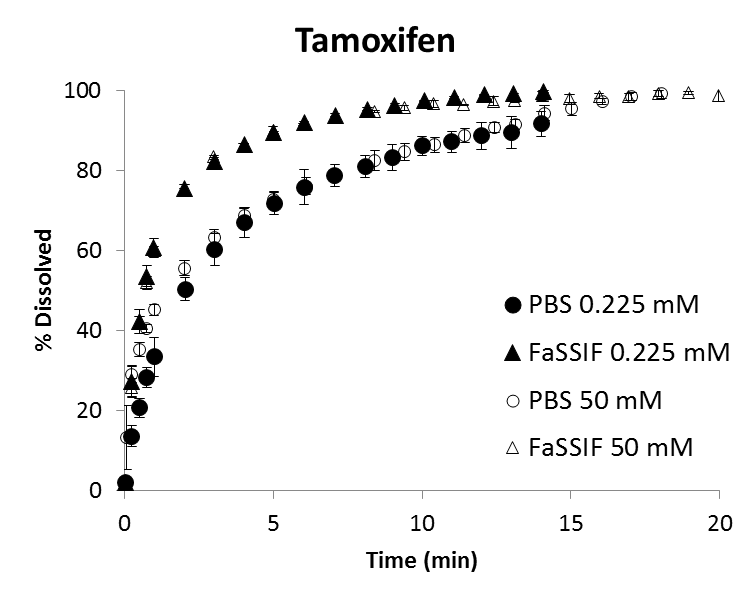 Tamoxifen
100
80
60
40
20
0
% Dissolved
PBS 0.225 mM
FaSSIF 0.225 mM
PBS 50 mM
FaSSIF 50 mM
0 5 10 15 20
Time (min)